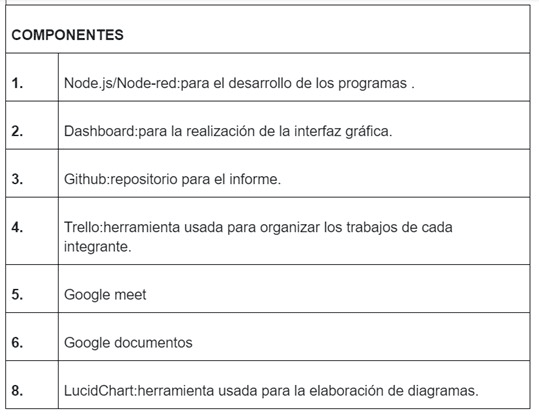 COMPONENTES
1. Node.js/Node-red:para el desarrollo de los programas .
2. Dashboard:para la realización de la interfaz gráfica.
3. Github:repositorio para el informe.
4. Trello:herramienta usada para organizar los trabajos de cada
integrante.
5. Google meet
6. Google documentos
8. LucidChart:herramienta usada para la elaboración de diagramas.